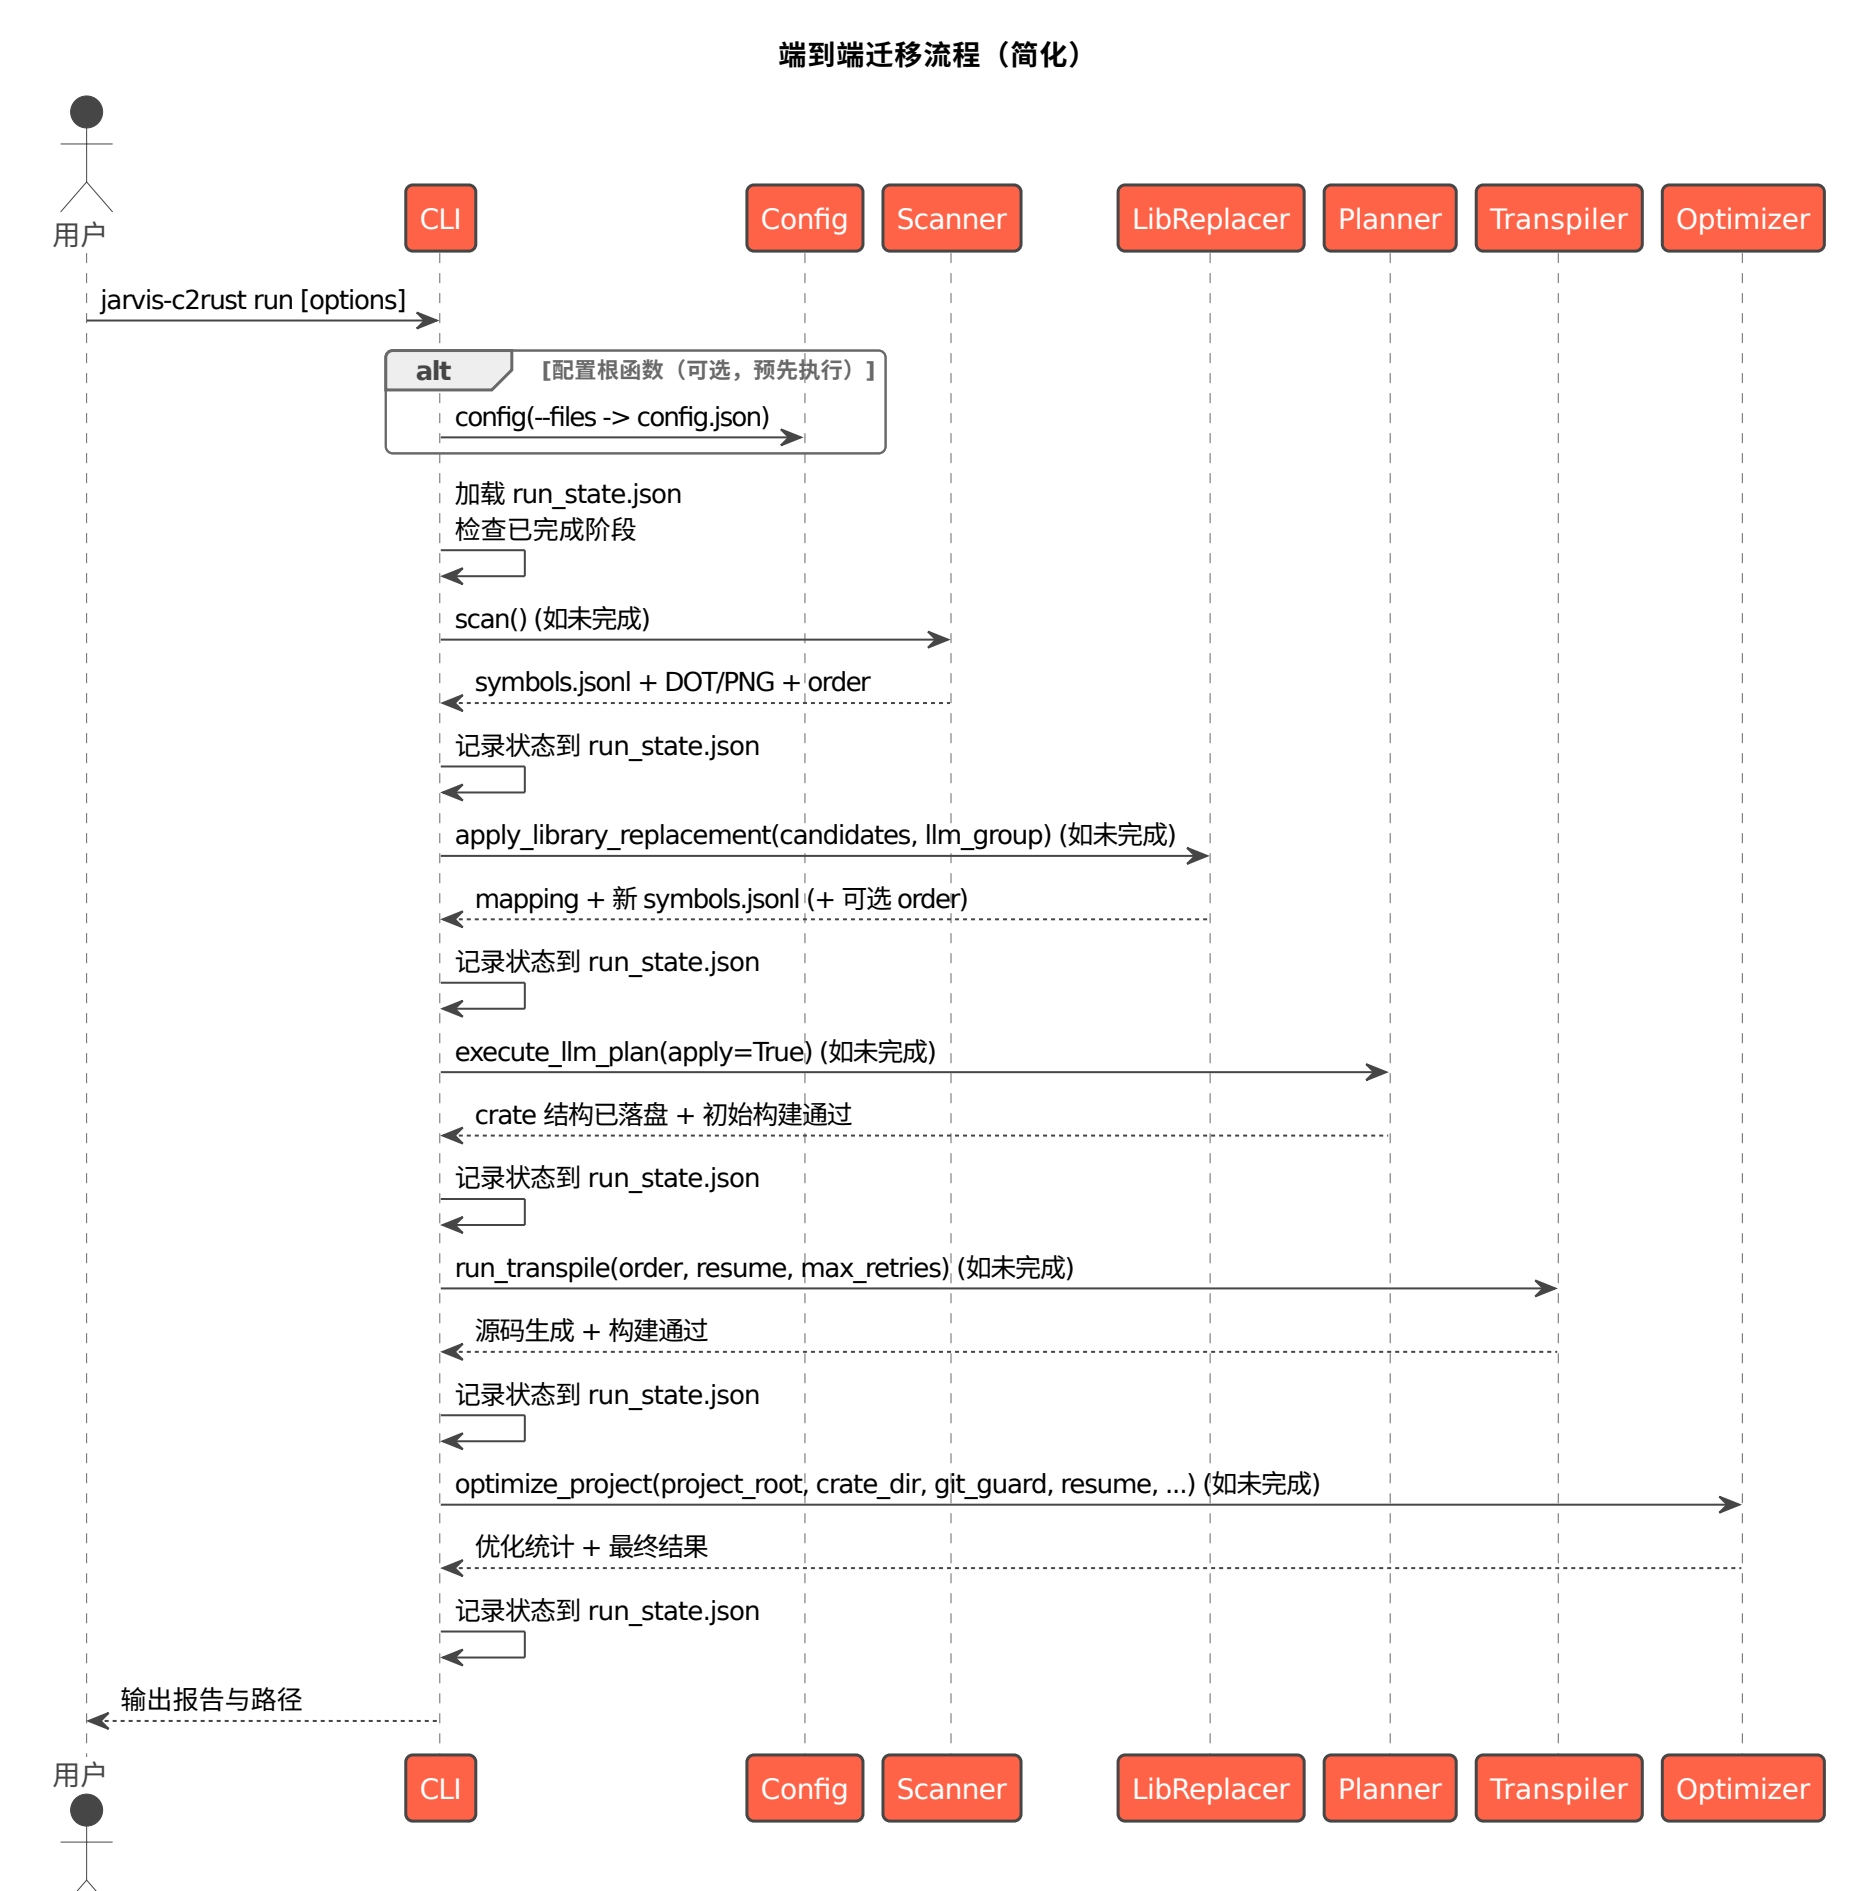 端到端迁移流程（简化）
用户
CLI
Config
Scanner
LibReplacer
Planner
Transpiler
Optimizer
jarvis-c2rust run [options]
alt
[配置根函数（可选，预先执行）]
config(--files -> config.json)
加载 run_state.json
检查已完成阶段
scan() (如未完成)
symbols.jsonl + DOT/PNG + order
记录状态到 run_state.json
apply_library_replacement(candidates, llm_group) (如未完成)
mapping + 新 symbols.jsonl (+ 可选 order)
记录状态到 run_state.json
execute_llm_plan(apply=True) (如未完成)
crate 结构已落盘 + 初始构建通过
记录状态到 run_state.json
run_transpile(order, resume, max_retries) (如未完成)
源码生成 + 构建通过
记录状态到 run_state.json
optimize_project(project_root, crate_dir, git_guard, resume, ...) (如未完成)
优化统计 + 最终结果
记录状态到 run_state.json
输出报告与路径
用户
CLI
Config
Scanner
LibReplacer
Planner
Transpiler
Optimizer